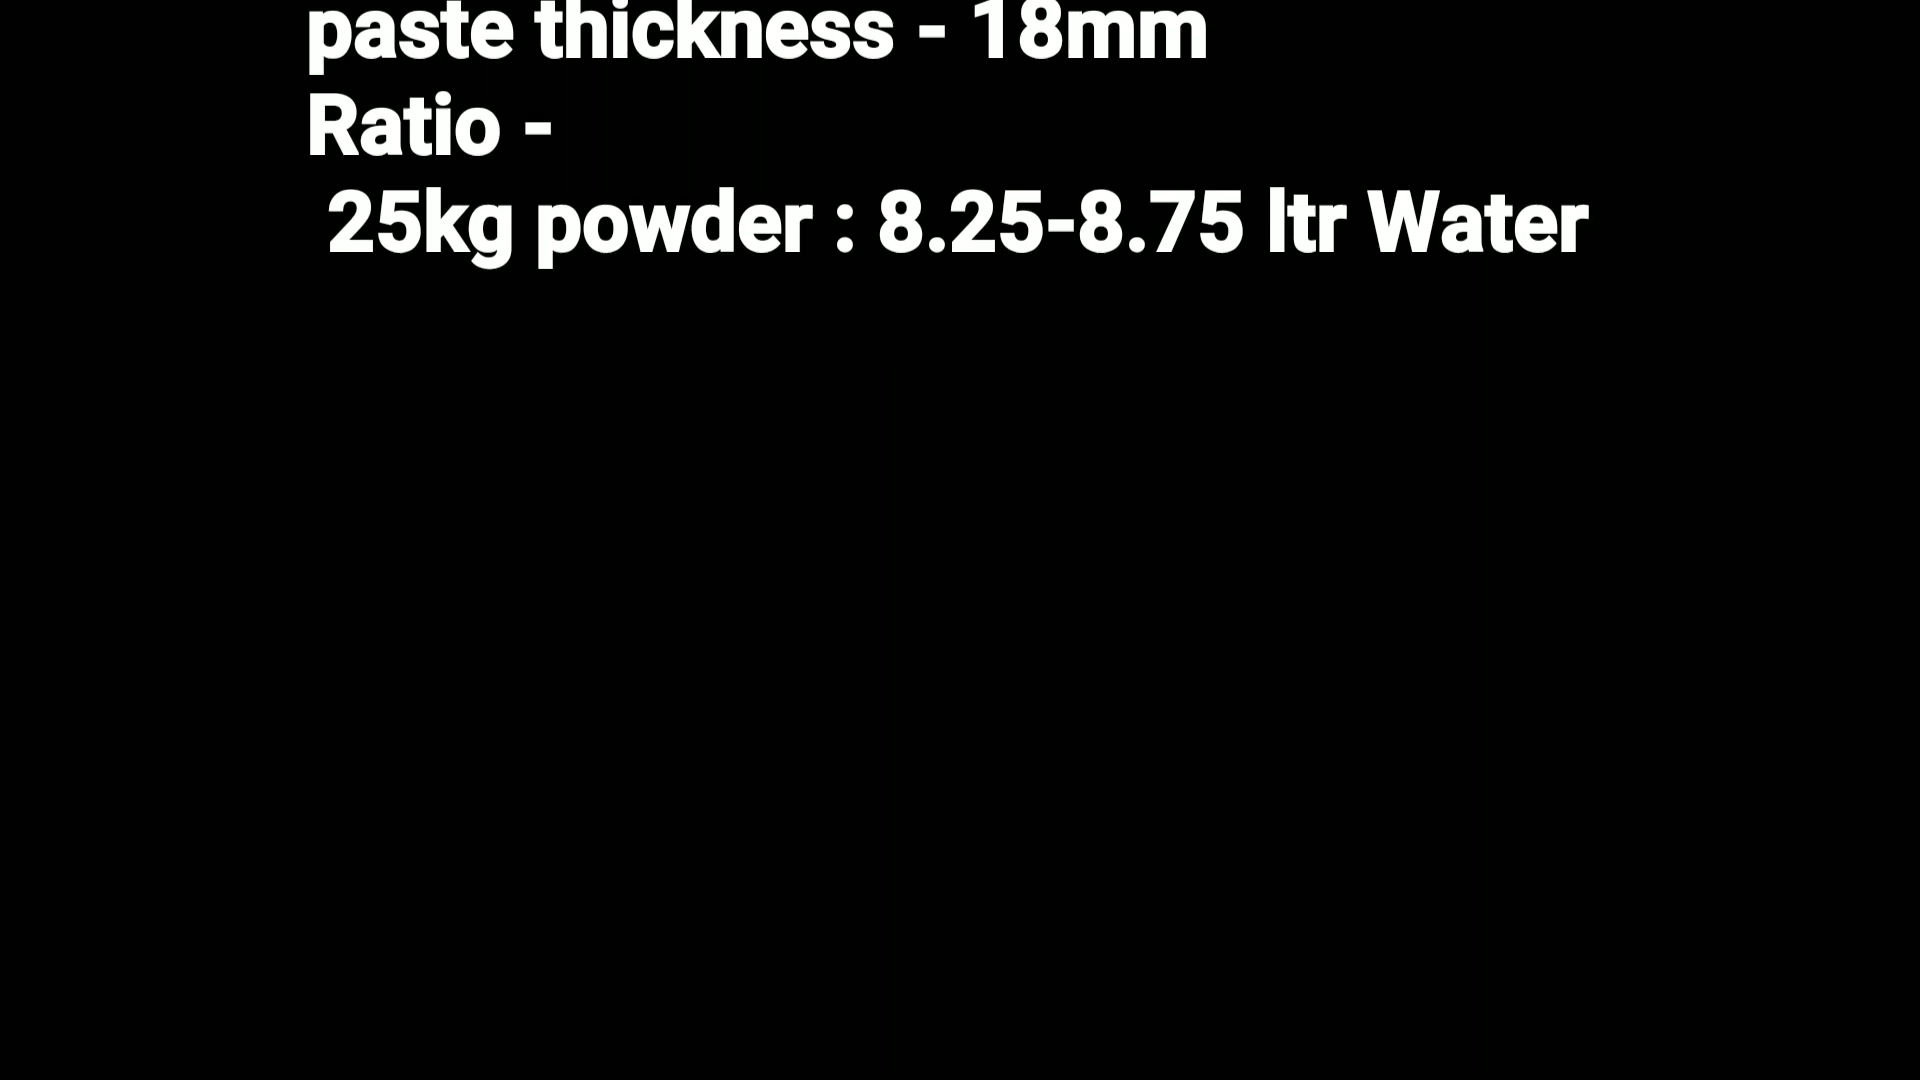 paste thickness - 18mm
Ratio -
25kg powder : 8.25-8.75 ltr Water